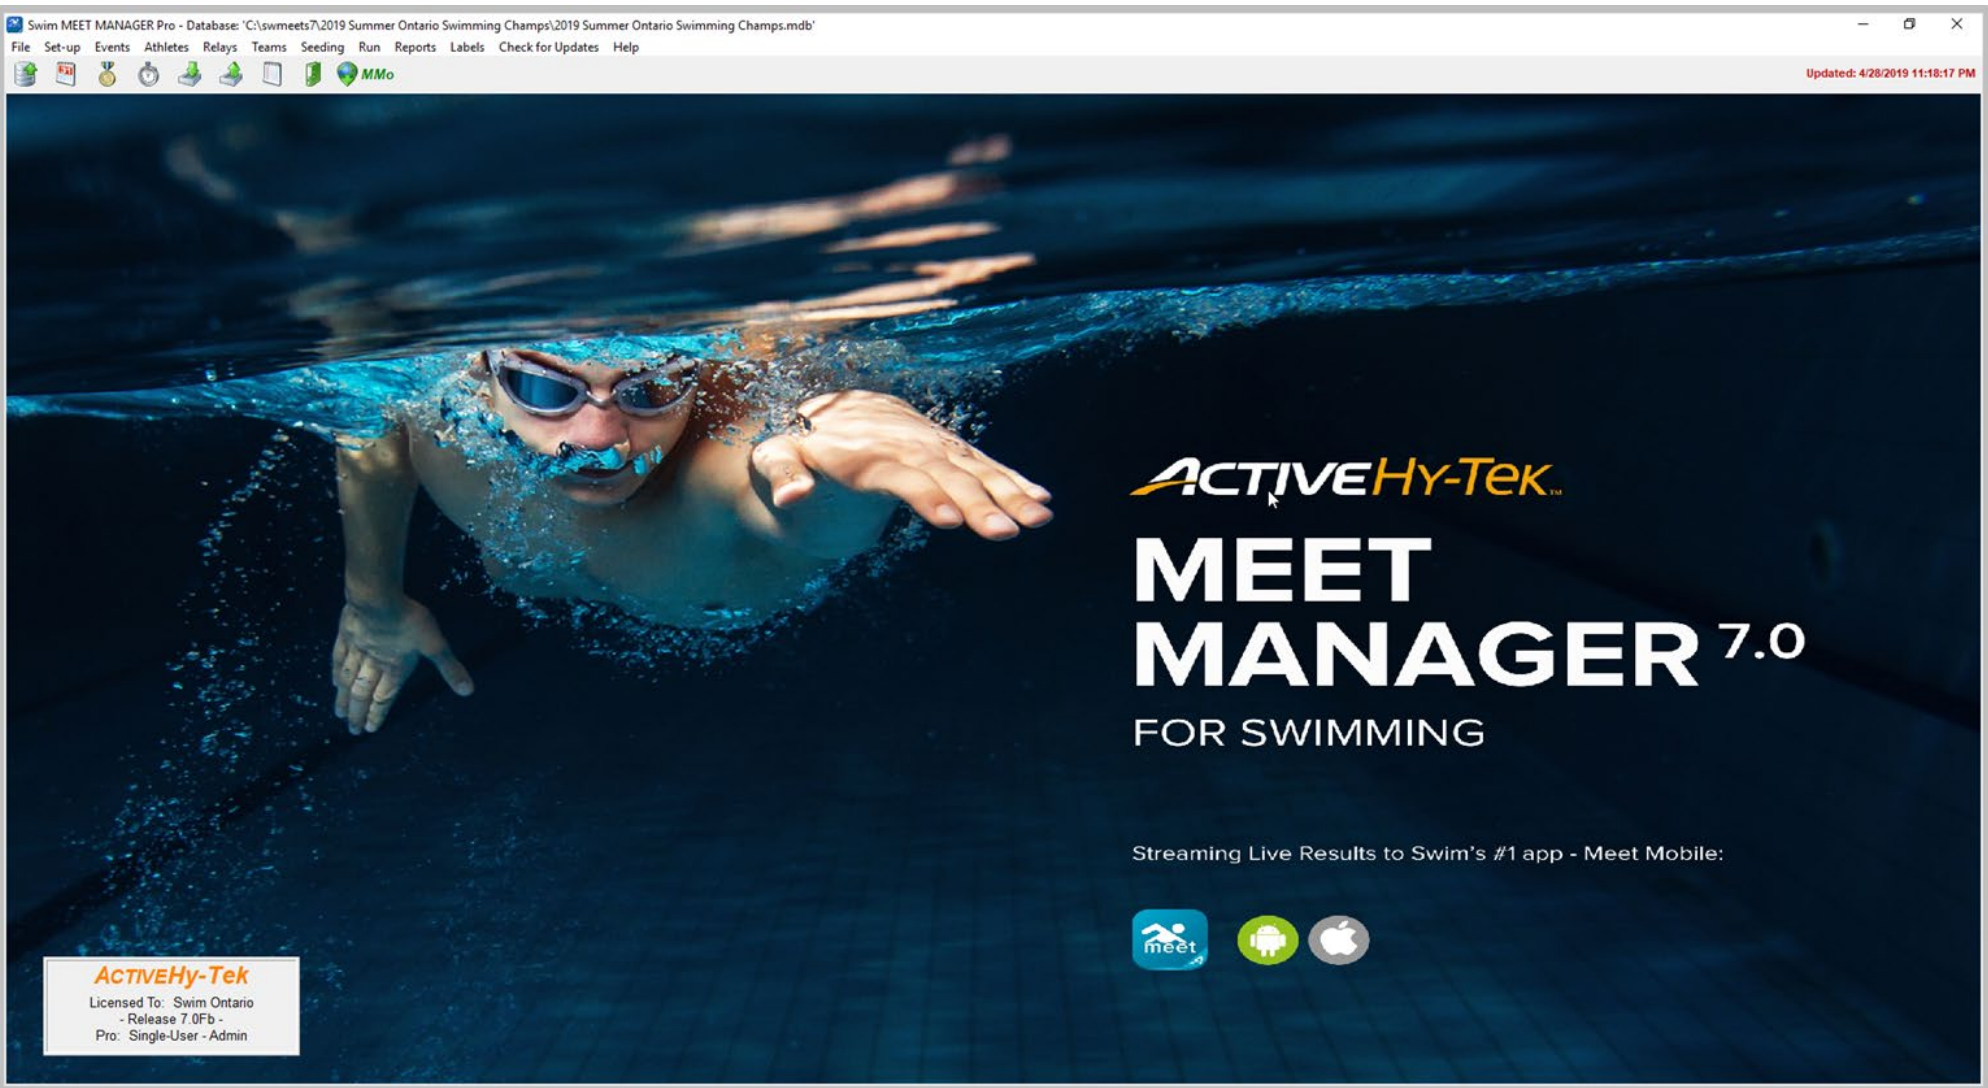 Swim MEET MANAGER Pro - Database: 'C:\swmeets7\2019 Summer Ontario Swimming Champs\2019 Summer Ontario Swimming Champs.mdb'
File Set-up Events Athletes Relays Teams Seeding Run Reports Labels Check for Updates Help
MMo
Updated: 4/28/2019 11:18:17 PM
ACTIVEHY-TEK™
MEET
MANAGER 7.0
FOR SWIMMING
Streaming Live Results to Swim's #1 app - Meet Mobile:
meet
ACTIVEHy-Tek
Licensed To: Swim Ontario
- Release 7.0Fb -
Pro: Single-User - Admin